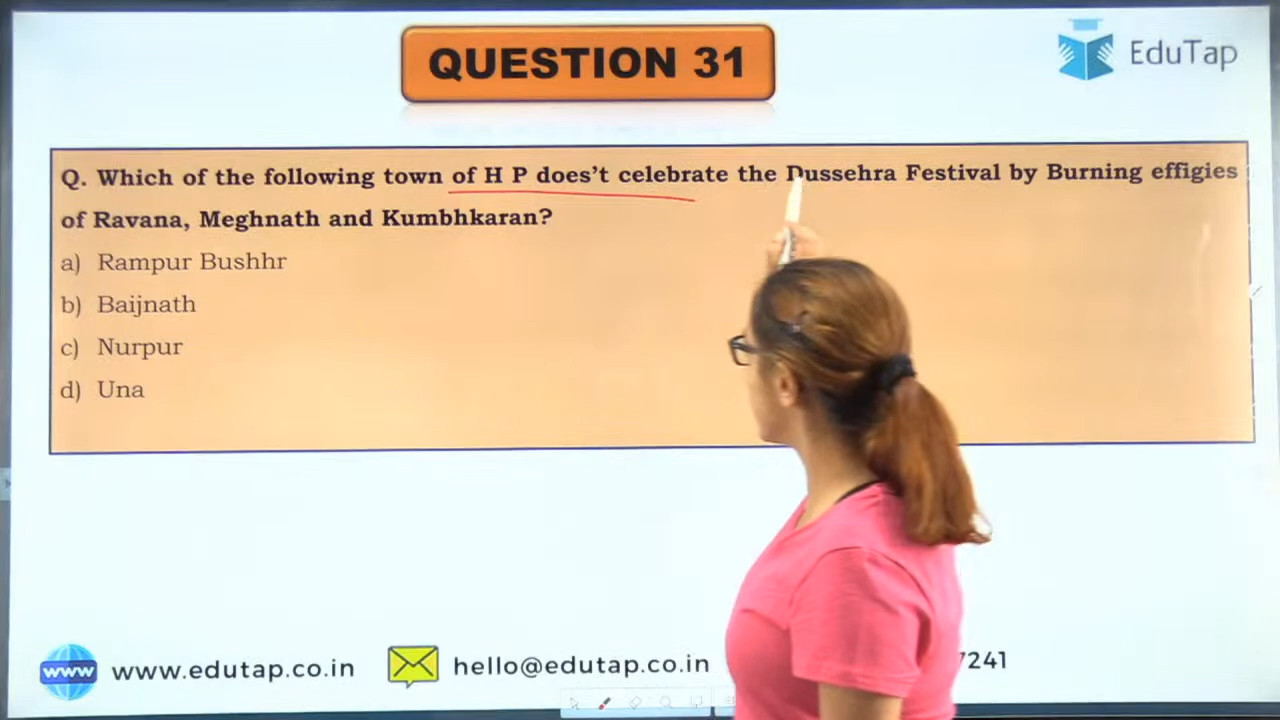 QUESTION 31
EduTap
Q. Which of the following town of H P does't celebrate the Dussehra Festival by Burning effigies
of Ravana, Meghnath and Kumbhkaran?
a) Rampur Bushhr
b) Baijnath
c) Nurpur
d) Una
www www.edutap.co.in hello@edutap.co.in 7241